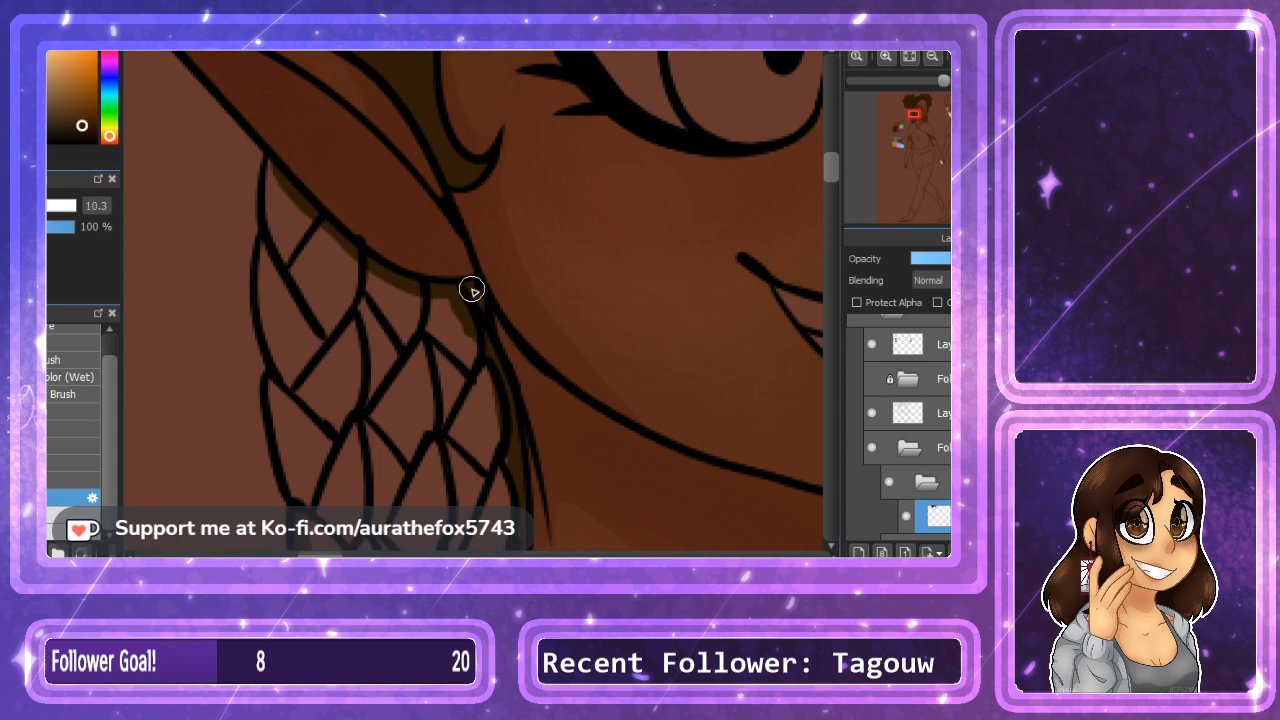 10.3
100 %
e
ush
olor (Wet)
Brush
La
Opacity
Blending
Normal
Protect Alpha
C
Lay
Fol
Lay
Fol
Support me at Ko-fi.com/aurathefox5743
Follower Goal!
8
20
Recent Follower: Tagouw